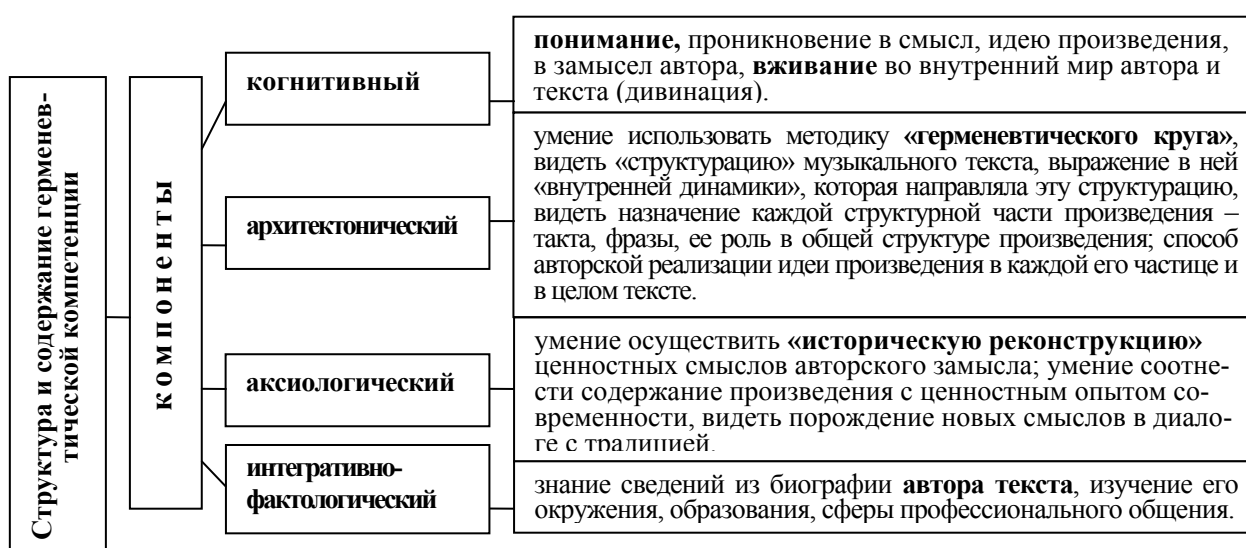 Структура и содержание герменев-
тической компетенции
компоненты
когнитивный
понимание, проникновение в смысл, идею произведения,
в замысел автора, вживание во внутренний мир автора и
текста (дивинация).
архитектонический
умение использовать методику «герменевтического круга»,
видеть «структурацию» музыкального текста, выражение в ней
«внутренней динамики», которая направляла эту структурацию,
видеть назначение каждой структурной части произведения –
такта, фразы, ее роль в общей структуре произведения; способ
авторской реализации идеи произведения в каждой его частице и
в целом тексте.
аксиологический
умение осуществить «историческую реконструкцию»
ценностных смыслов авторского замысла; умение соотне-
сти содержание произведения с ценностным опытом со-
временности, видеть порождение новых смыслов в диало-
ге с традицией.
интегративно-
фактологический
знание сведений из биографии автора текста, изучение его
окружения, образования, сферы профессионального общения.